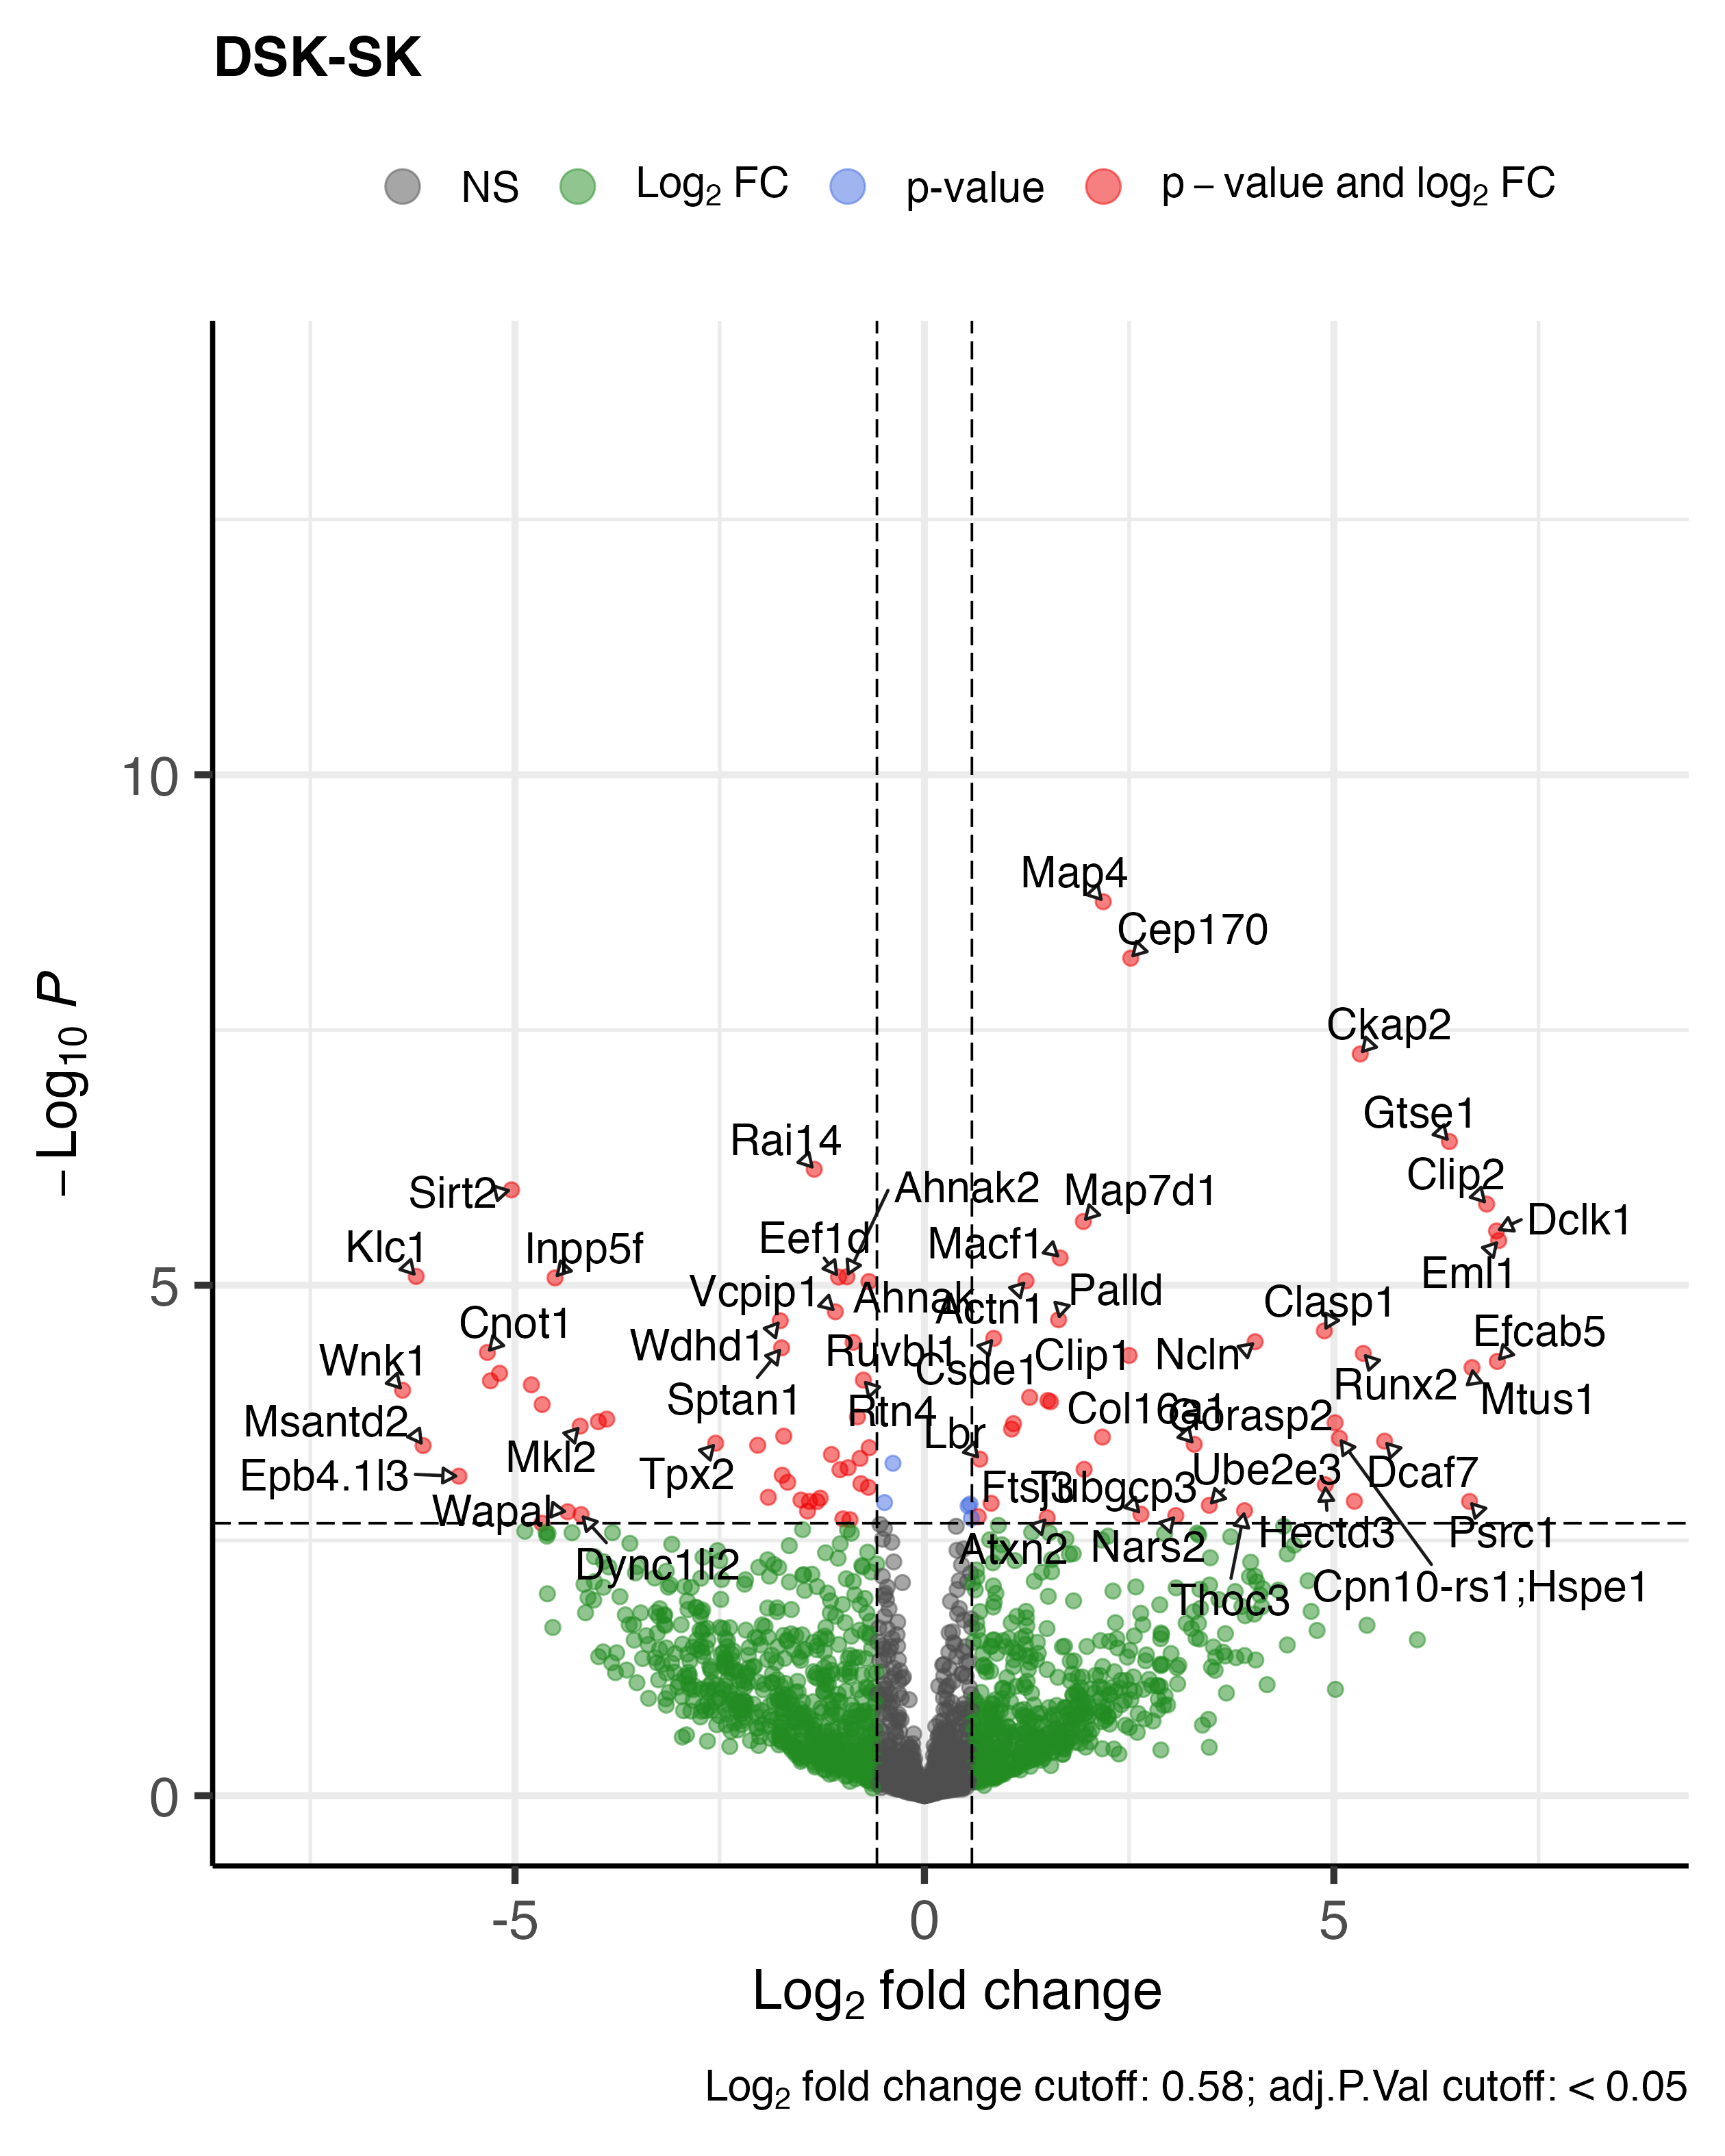 DSK-SK
NS Log2 FC p-value p – value and log2 FC
–Log10 P
10
5
0
Map4
Cep170
Ckap2
Gtse1
Rai14
Clip2
Sirt2
Ahnak2
Map7d1
Dclk1
Klc1
Inpp5f
Eef1d
Macf1
Eml1
Vcpip1
Ahnak
Actn1
Palld
Clasp1
Cnot1
Wdhd1
Ruvbl1
Csde1
Clip1
Ncln
Efcab5
Wnk1
Sptan1
Rtn4
Col16a1
Gorasp2
Runx2
Mtus1
Msantd2
Mkl2
Tpx2
Lbr
Epb4.1l3
Ftsj3
Tubgcp3
Ube2e3
Dcaf7
Wapal
Dync1li2
Atxn2
Nars2
Hectd3
Psrc1
Thoc3
Cpn10-rs1;Hspe1
-5 0 5
Log2 fold change
Log2 fold change cutoff: 0.58; adj.P.Val cutoff: < 0.05